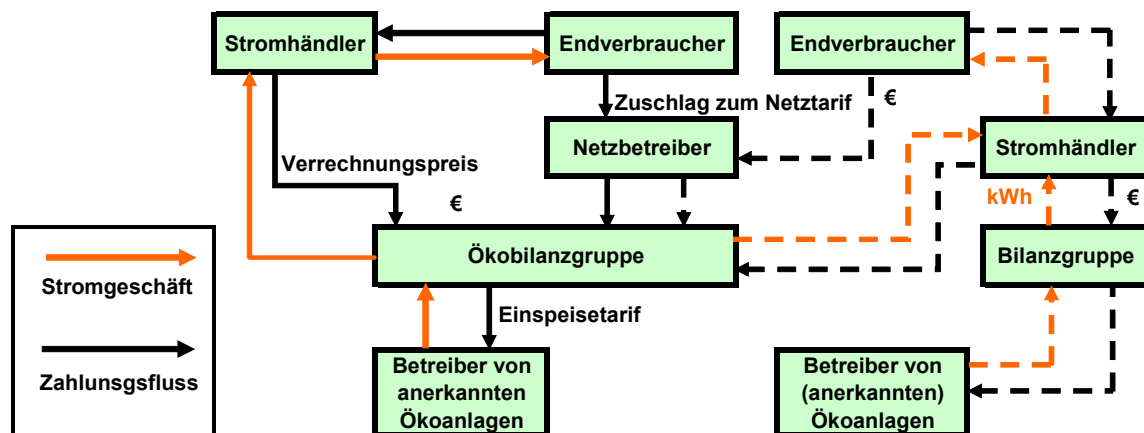 Stromhändler
Endverbraucher
Endverbraucher
Zuschlag zum Netztarif
€
Netzbetreiber
Stromhändler
Verrechnungspreis
€
kWh
€
Ökobilanzgruppe
Bilanzgruppe
Stromgeschäft
Einspeisetarif
Zahlunsgsfluss
Betreiber von
anerkannten
Ökoanlagen
Betreiber von
(anerkannten)
Ökoanlagen